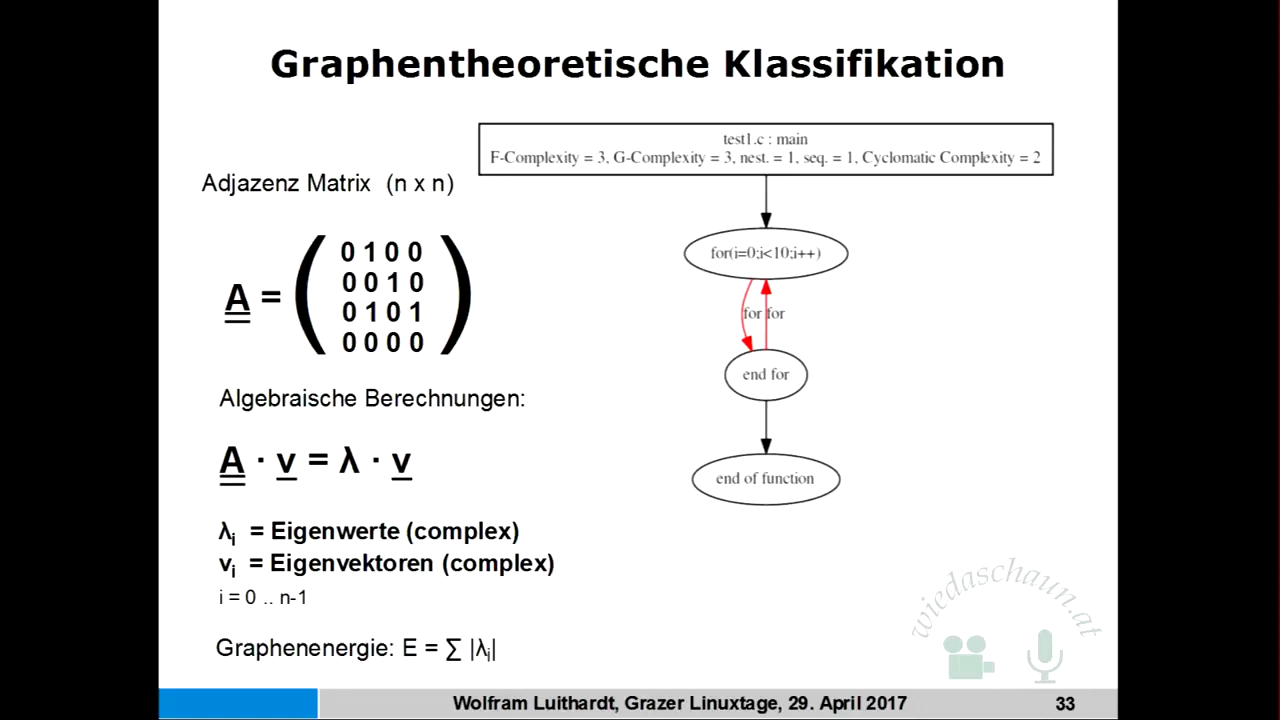 Graphentheoretische Klassifikation
test1.c : main
F-Complexity = 3, G-Complexity = 3, nest. = 1, seq. = 1, Cyclomatic Complexity = 2
Adjazenz Matrix (n x n)
A = ( 0 1 0 0
0 0 1 0
0 1 0 1
0 0 0 0 )
for(i=0;i<10;i++)
for for
end for
end of function
Algebraische Berechnungen:
A · v = λ · v
λi = Eigenwerte (complex)
vi = Eigenvektoren (complex)
i = 0 .. n-1
Graphenenergie: E = ∑ |λi|
wiedaschaun.at
Wolfram Luithardt, Grazer Linuxtage, 29. April 2017
33